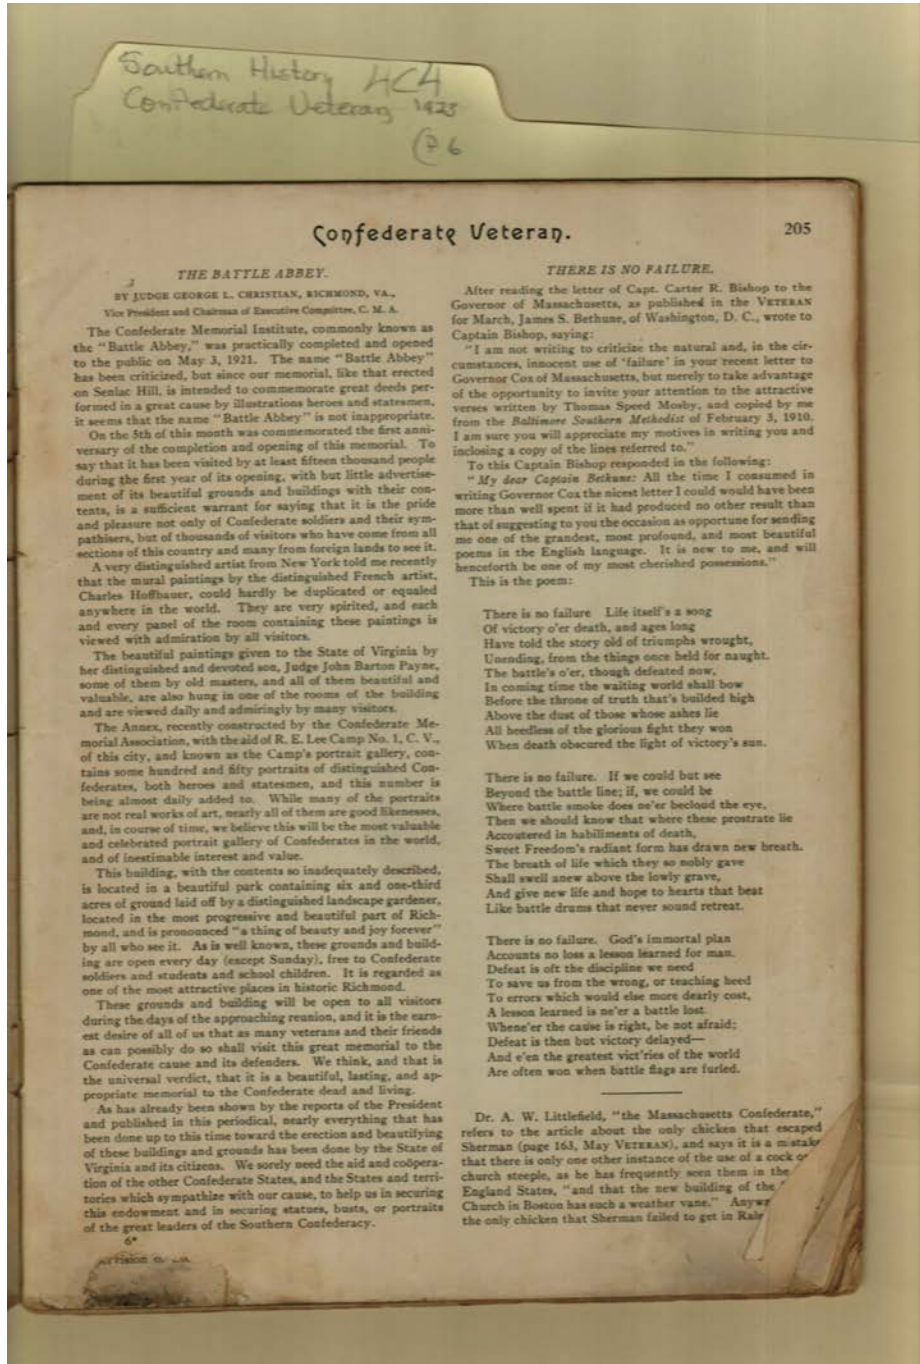 Southern History 4C4
Confederate Veteran 1925
(P 6
Confederate Veteran.
205
THE BATTLE ABBEY.
BY JUDGE GEORGE L. CHRISTIAN, RICHMOND, VA.,
Vice President and Chairman of Executive Committee, C. M. A.
The Confederate Memorial Institute, commonly known as
the "Battle Abbey," was practically completed and opened
to the public on May 3, 1921. The name "Battle Abbey"
has been criticized, but since our memorial, like that erected
on Senlac Hill, is intended to commemorate great deeds per-
formed in a great cause by illustrations heroes and statesmen,
it seems that the name "Battle Abbey" is not inappropriate.
On the 5th of this month was commemorated the first anni-
versary of the completion and opening of this memorial. To
say that it has been visited by at least fifteen thousand people
during the first year of its opening, with but little advertise-
ment of its beautiful grounds and buildings with their con-
tents, is a sufficient warrant for saying that it is the pride
and pleasure not only of Confederate soldiers and their sym-
pathisers, but of thousands of visitors who have come from all
sections of this country and many from foreign lands to see it.
A very distinguished artist from New York told me recently
that the mural paintings by the distinguished French artist,
Charles Hoffbauer, could hardly be duplicated or equaled
anywhere in the world. They are very spirited, and each
and every panel of the room containing these paintings is
viewed with admiration by all visitors.
The beautiful paintings given to the State of Virginia by
her distinguished and devoted son, Judge John Barton Payne,
some of them by old masters, and all of them beautiful and
valuable, are also hung in one of the rooms of the building
and are viewed daily and admiringly by many visitors.
The Annex, recently constructed by the Confederate Me-
morial Association, with the aid of R. E. Lee Camp No. 1, C. V.,
of this city, and known as the Camp's portrait gallery, con-
tains some hundred and fifty portraits of distinguished Con-
federates, both heroes and statesmen, and this number is
being almost daily added to. While many of the portraits
are not real works of art, nearly all of them are good likenesses,
and, in course of time, we believe this will be the most valuable
and celebrated portrait gallery of Confederates in the world,
and of inestimable interest and value.
This building, with the contents so inadequately described,
is located in a beautiful park containing six and one-third
acres of ground laid off by a distinguished landscape gardener,
located in the most progressive and beautiful part of Rich-
mond, and is pronounced "a thing of beauty and joy forever"
by all who see it. As is well known, these grounds and build-
ing are open every day (except Sunday), free to Confederate
soldiers and students and school children. It is regarded as
one of the most attractive places in historic Richmond.
These grounds and building will be open to all visitors
during the days of the approaching reunion, and it is the earn-
est desire of all of us that as many veterans and their friends
as can possibly do so shall visit this great memorial to the
Confederate cause and its defenders. We think, and that is
the universal verdict, that it is a beautiful, lasting, and ap-
propriate memorial to the Confederate dead and living.
As has already been shown by the reports of the President
and published in this periodical, nearly everything that has
been done up to this time toward the erection and beautifying
of these buildings and grounds has been done by the State of
Virginia and its citizens. We sorely need the aid and coöpera-
tion of the other Confederate States, and the States and terri-
tories which sympathize with our cause, to help us in securing
this endowment and in securing statues, busts, or portraits
of the great leaders of the Southern Confederacy.
6*
THERE IS NO FAILURE.
After reading the letter of Capt. Carter R. Bishop to the
Governor of Massachusetts, as published in the VETERAN
for March, James S. Bethune, of Washington, D. C., wrote to
Captain Bishop, saying:
"I am not writing to criticize the natural and, in the cir-
cumstances, innocent use of 'failure' in your recent letter to
Governor Cox of Massachusetts, but merely to take advantage
of the opportunity to invite your attention to the attractive
verses written by Thomas Speed Mosby, and copied by me
from the Baltimore Southern Methodist of February 3, 1910.
I am sure you will appreciate my motives in writing you and
inclosing a copy of the lines referred to."
To this Captain Bishop responded in the following:
"My dear Captain Bethune: All the time I consumed in
writing Governor Cox the nicest letter I could would have been
more than well spent if it had produced no other result than
that of suggesting to you the occasion as opportune for sending
me one of the grandest, most profound, and most beautiful
poems in the English language. It is new to me, and will
henceforth be one of my most cherished possessions."
This is the poem:
There is no failure Life itself's a song
Of victory o'er death, and ages long
Have told the story old of triumphs wrought,
Unending, from the things once held for naught.
The battle's o'er, though defeated now,
In coming time the waiting world shall bow
Before the throne of truth that's builded high
Above the dust of those whose ashes lie
All heedless of the glorious fight they won
When death obscured the light of victory's sun.
There is no failure. If we could but see
Beyond the battle line; if, we could be
Where battle smoke does ne'er becloud the eye,
Then we should know that where these prostrate lie
Accoutered in habiliments of death,
Sweet Freedom's radiant form has drawn new breath.
The breath of life which they so nobly gave
Shall swell anew above the lowly grave,
And give new life and hope to hearts that beat
Like battle drums that never sound retreat.
There is no failure. God's immortal plan
Accounts no loss a lesson learned for man.
Defeat is oft the discipline we need
To save us from the wrong, or teaching heed
To errors which would else more dearly cost,
A lesson learned is ne'er a battle lost.
Whene'er the cause is right, be not afraid;
Defeat is then but victory delayed—
And e'en the greatest vict'ries of the world
Are often won when battle flags are furled.
Dr. A. W. Littlefield, "the Massachusetts Confederate,"
refers to the article about the only chicken that escaped
Sherman (page 163, May VETERAN), and says it is a mistake
that there is only one other instance of the use of a cock
church steeple, as he has frequently seen them in the
England States, "and that the new building of the
Church in Boston has such a weather vane." Anyw
the only chicken that Sherman failed to get in Ral